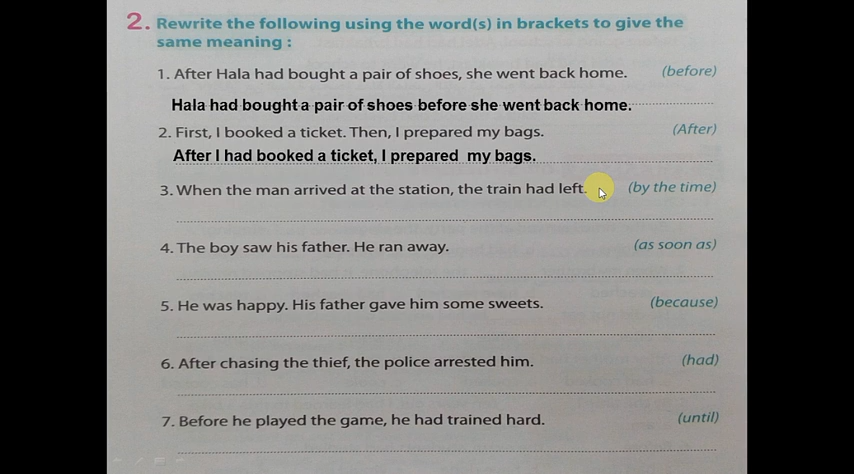 2. Rewrite the following using the word(s) in brackets to give the
same meaning :
1. After Hala had bought a pair of shoes, she went back home. (before)
Hala had bought a pair of shoes before she went back home.
2. First, I booked a ticket. Then, I prepared my bags. (After)
After I had booked a ticket, I prepared my bags.
3. When the man arrived at the station, the train had left. (by the time)
4. The boy saw his father. He ran away. (as soon as)
5. He was happy. His father gave him some sweets. (because)
6. After chasing the thief, the police arrested him. (had)
7. Before he played the game, he had trained hard. (until)